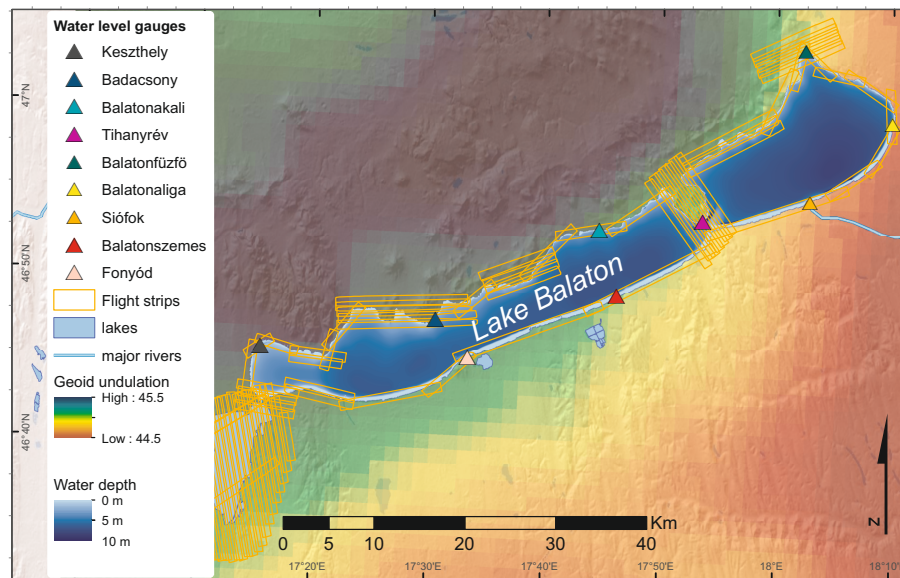 Water level gauges
Keszthely
Badacsony
Balatonakali
Tihanyrév
Balatonfüzfö
Balatonaliga
Siófok
Balatonszemes
Fonyód
Flight strips
lakes
major rivers
Geoid undulation
High : 45.5
Low : 44.5
Water depth
0 m
5 m
10 m
47°N
46°50'N
46°40'N
Lake Balaton
Km
0 5 10 20 30 40
N
17°20'E 17°30'E 17°40'E 17°50'E 18°E 18°10'E